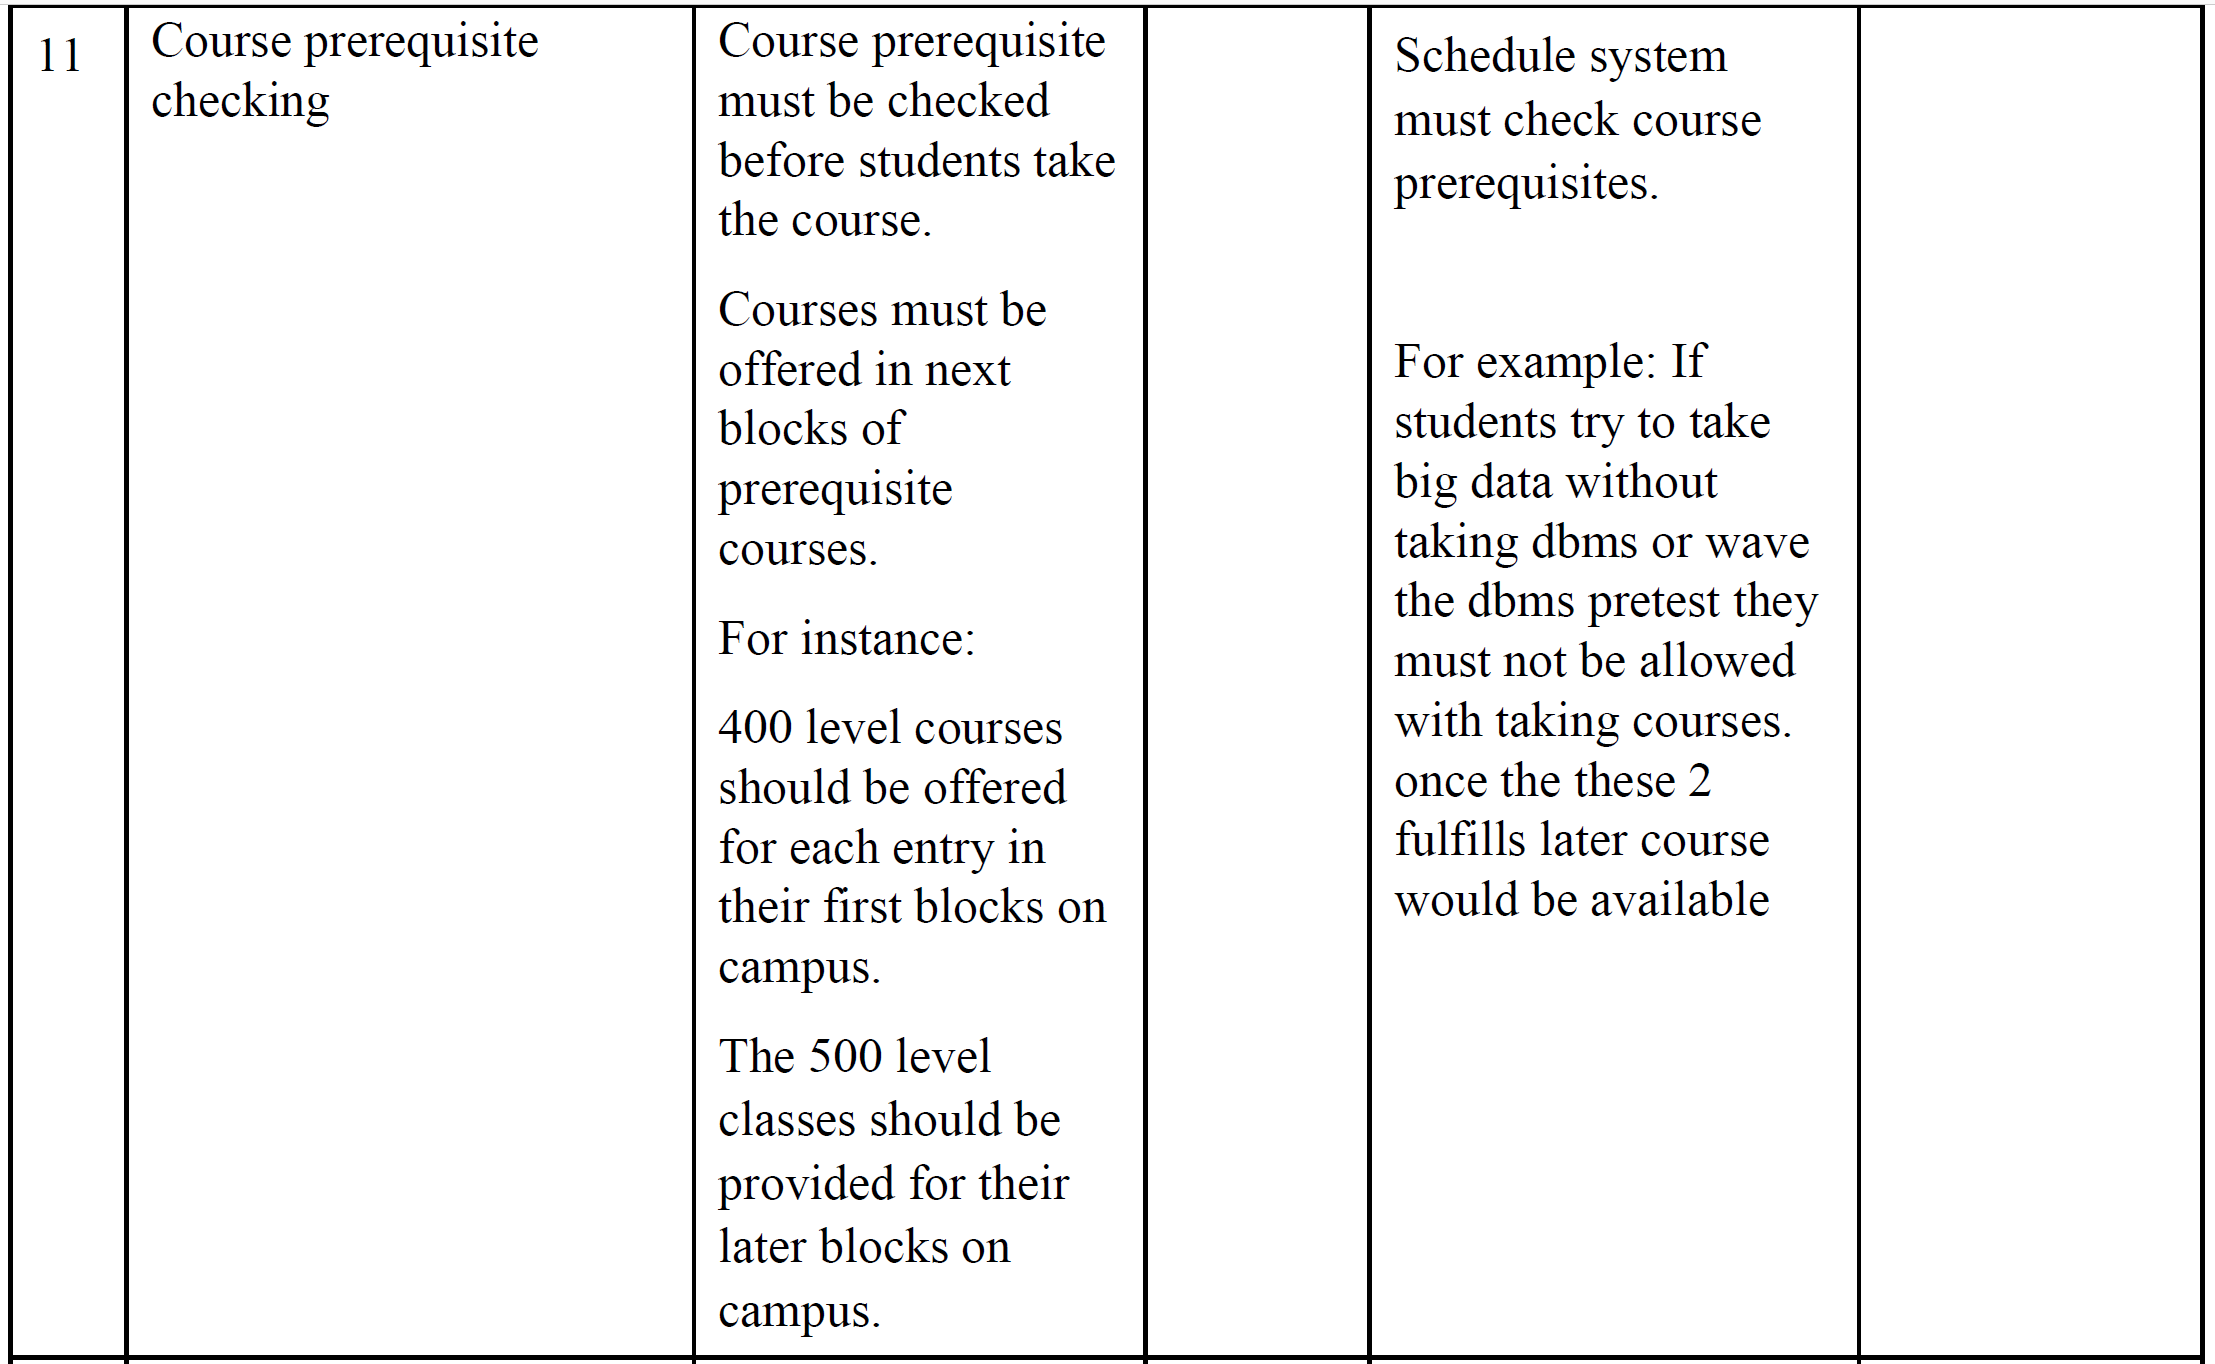 11
Course prerequisite
checking
Course prerequisite
must be checked
before students take
the course.
Courses must be
offered in next
blocks of
prerequisite
courses.
For instance:
400 level courses
should be offered
for each entry in
their first blocks on
campus.
The 500 level
classes should be
provided for their
later blocks on
campus.
Schedule system
must check course
prerequisites.
For example: If
students try to take
big data without
taking dbms or wave
the dbms pretest they
must not be allowed
with taking courses.
once the these 2
fulfills later course
would be available